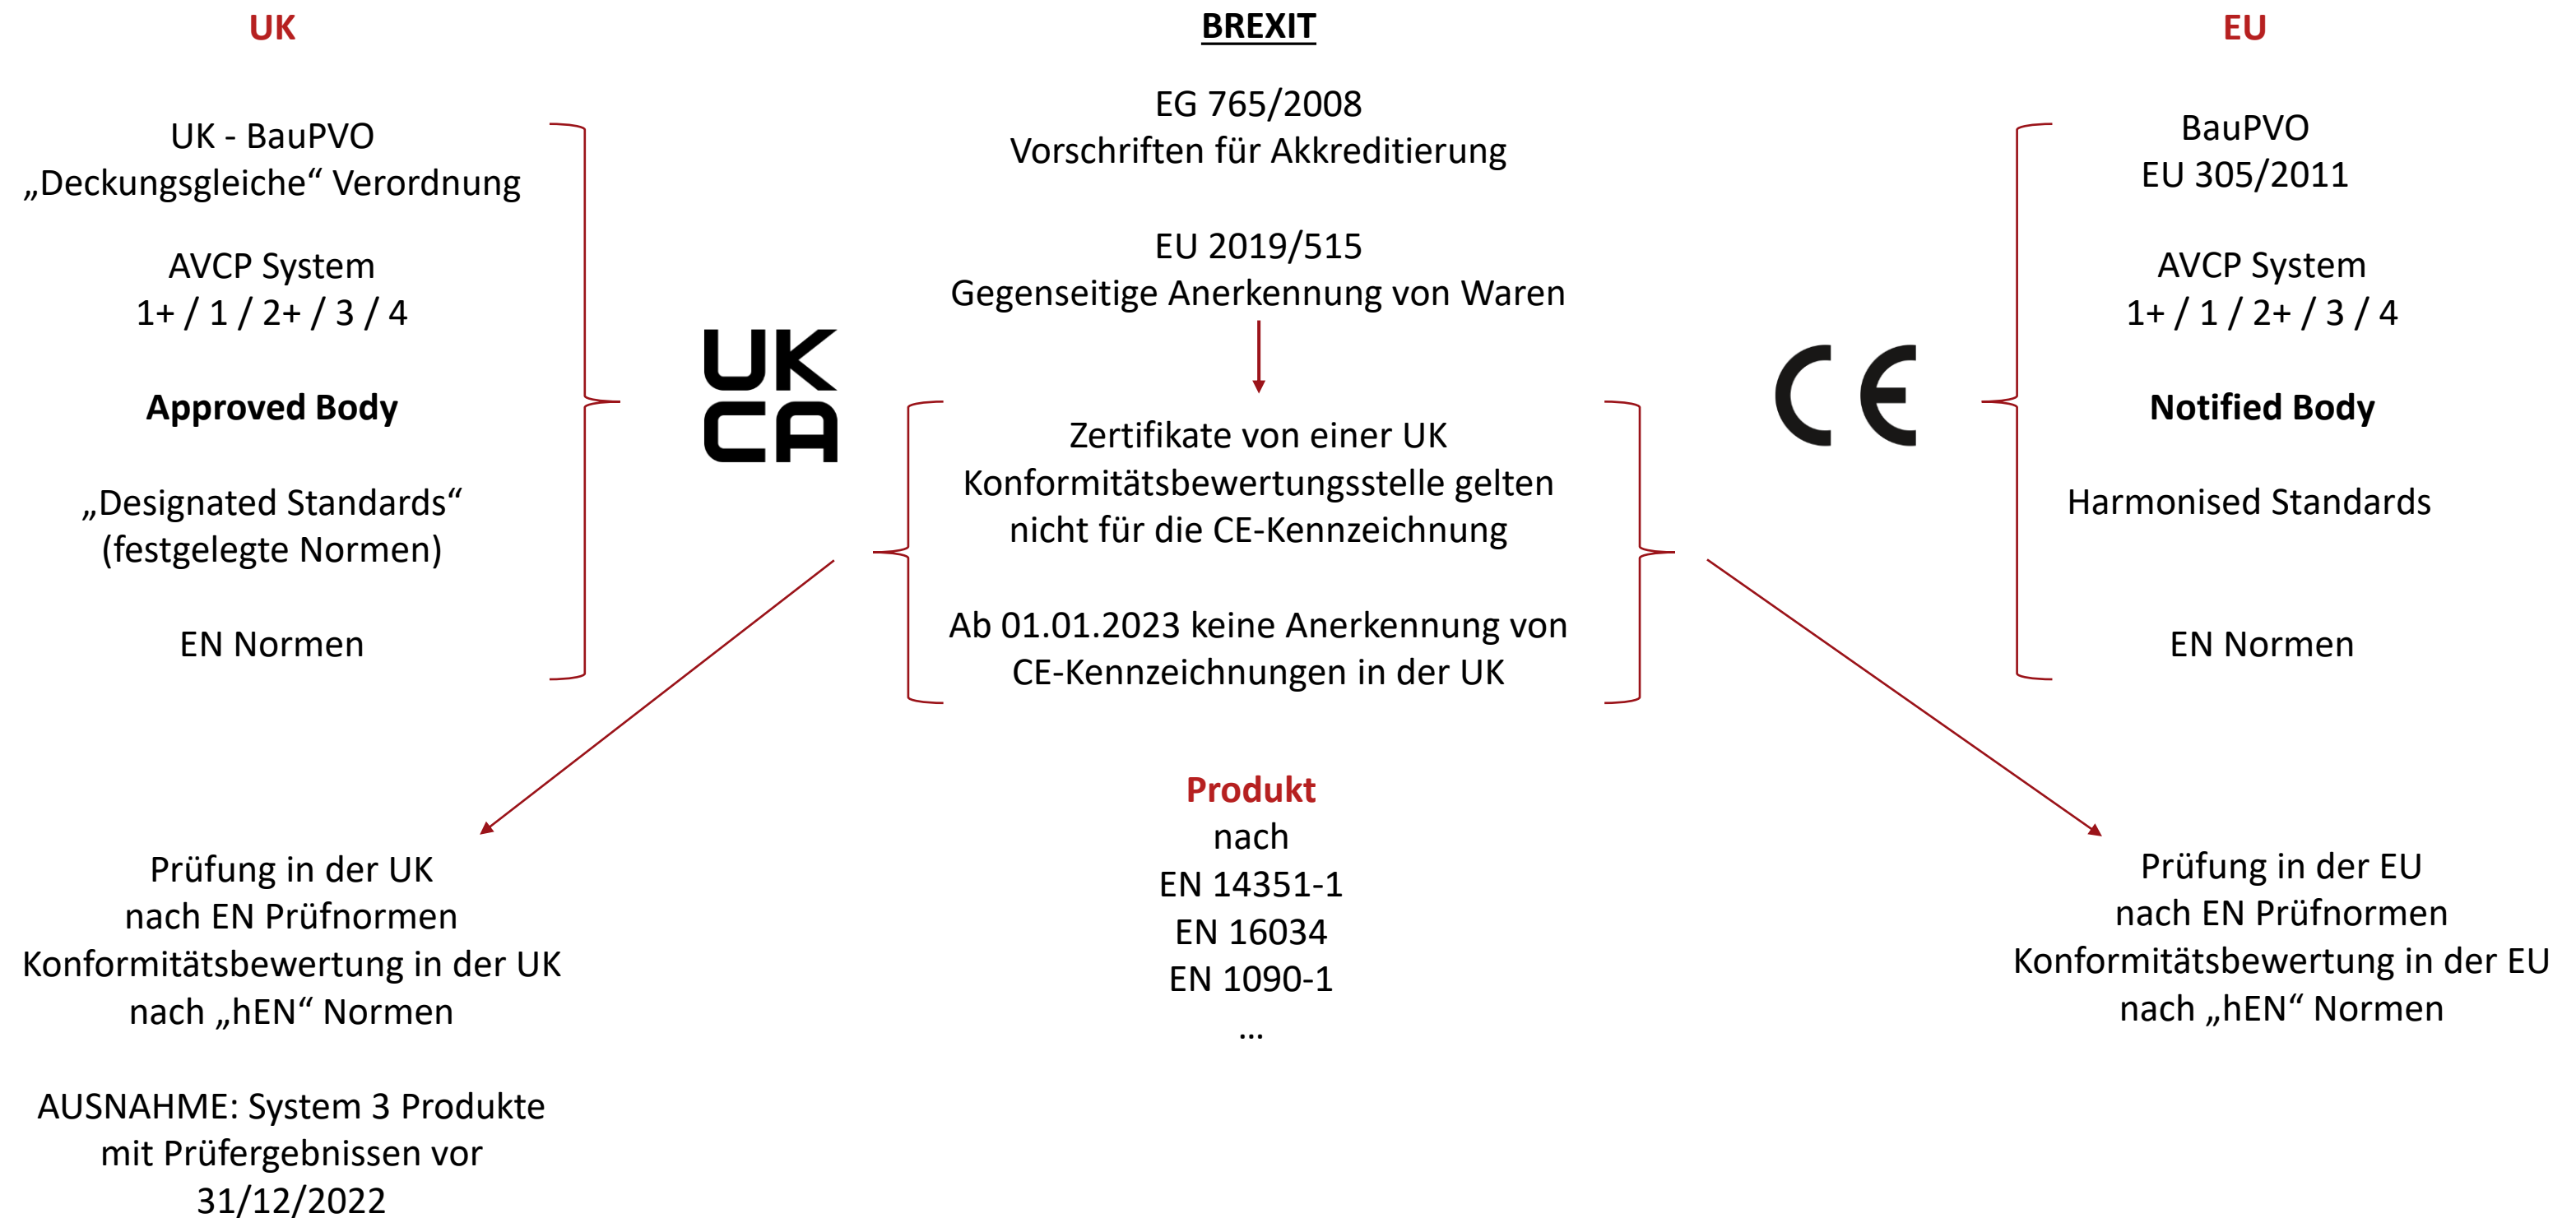 UK
UK - BauPVO
„Deckungsgleiche“ Verordnung
AVCP System
1+ / 1 / 2+ / 3 / 4
Approved Body
„Designated Standards“
(festgelegte Normen)
EN Normen
UK
CA
BREXIT
EG 765/2008
Vorschriften für Akkreditierung
EU 2019/515
Gegenseitige Anerkennung von Waren
Zertifikate von einer UK
Konformitätsbewertungsstelle gelten
nicht für die CE-Kennzeichnung
Ab 01.01.2023 keine Anerkennung von
CE-Kennzeichnungen in der UK
CE
EU
BauPVO
EU 305/2011
AVCP System
1+ / 1 / 2+ / 3 / 4
Notified Body
Harmonised Standards
EN Normen
Prüfung in der UK
nach EN Prüfnormen
Konformitätsbewertung in der UK
nach „hEN“ Normen
AUSNAHME: System 3 Produkte
mit Prüfergebnissen vor
31/12/2022
Produkt
nach
EN 14351-1
EN 16034
EN 1090-1
...
Prüfung in der EU
nach EN Prüfnormen
Konformitätsbewertung in der EU
nach „hEN“ Normen